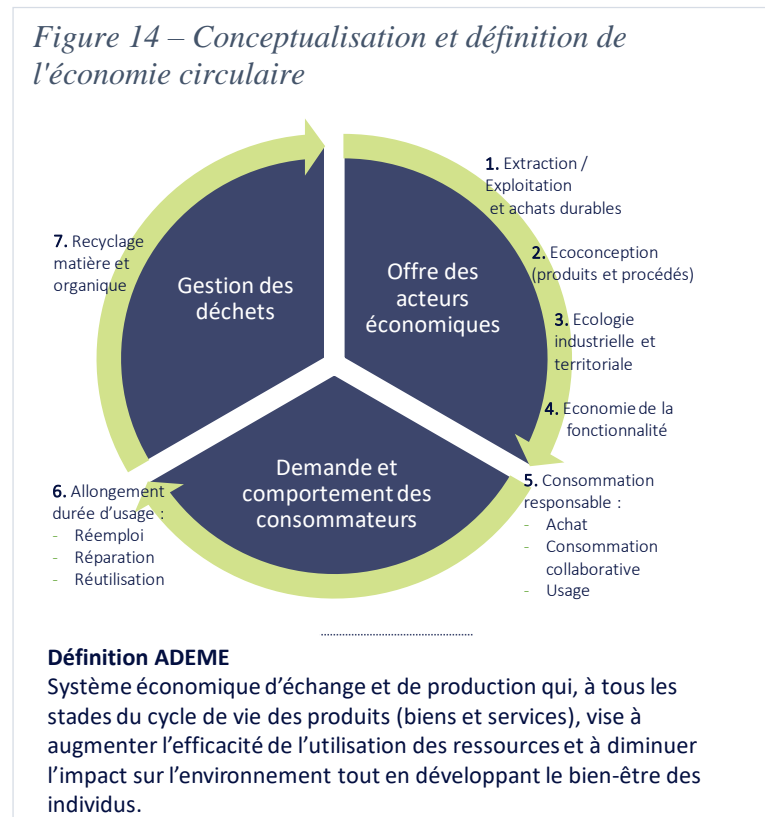 Figure 14 – Conceptualisation et définition de
l'économie circulaire
1. Extraction /
Exploitation
et achats durables
2. Ecoconception
(produits et procédés)
3. Ecologie
industrielle et
territoriale
4. Economie de la
fonctionnalité
Offre des
acteurs
économiques
5. Consommation
responsable :
- Achat
- Consommation
collaborative
- Usage
Demande et
comportement des
consommateurs
6. Allongement
durée d'usage :
- Réemploi
- Réparation
- Réutilisation
7. Recyclage
matière et
organique
Gestion des
déchets
Définition ADEME
Système économique d'échange et de production qui, à tous les
stades du cycle de vie des produits (biens et services), vise à
augmenter l'efficacité de l'utilisation des ressources et à diminuer
l'impact sur l'environnement tout en développant le bien-être des
individus.